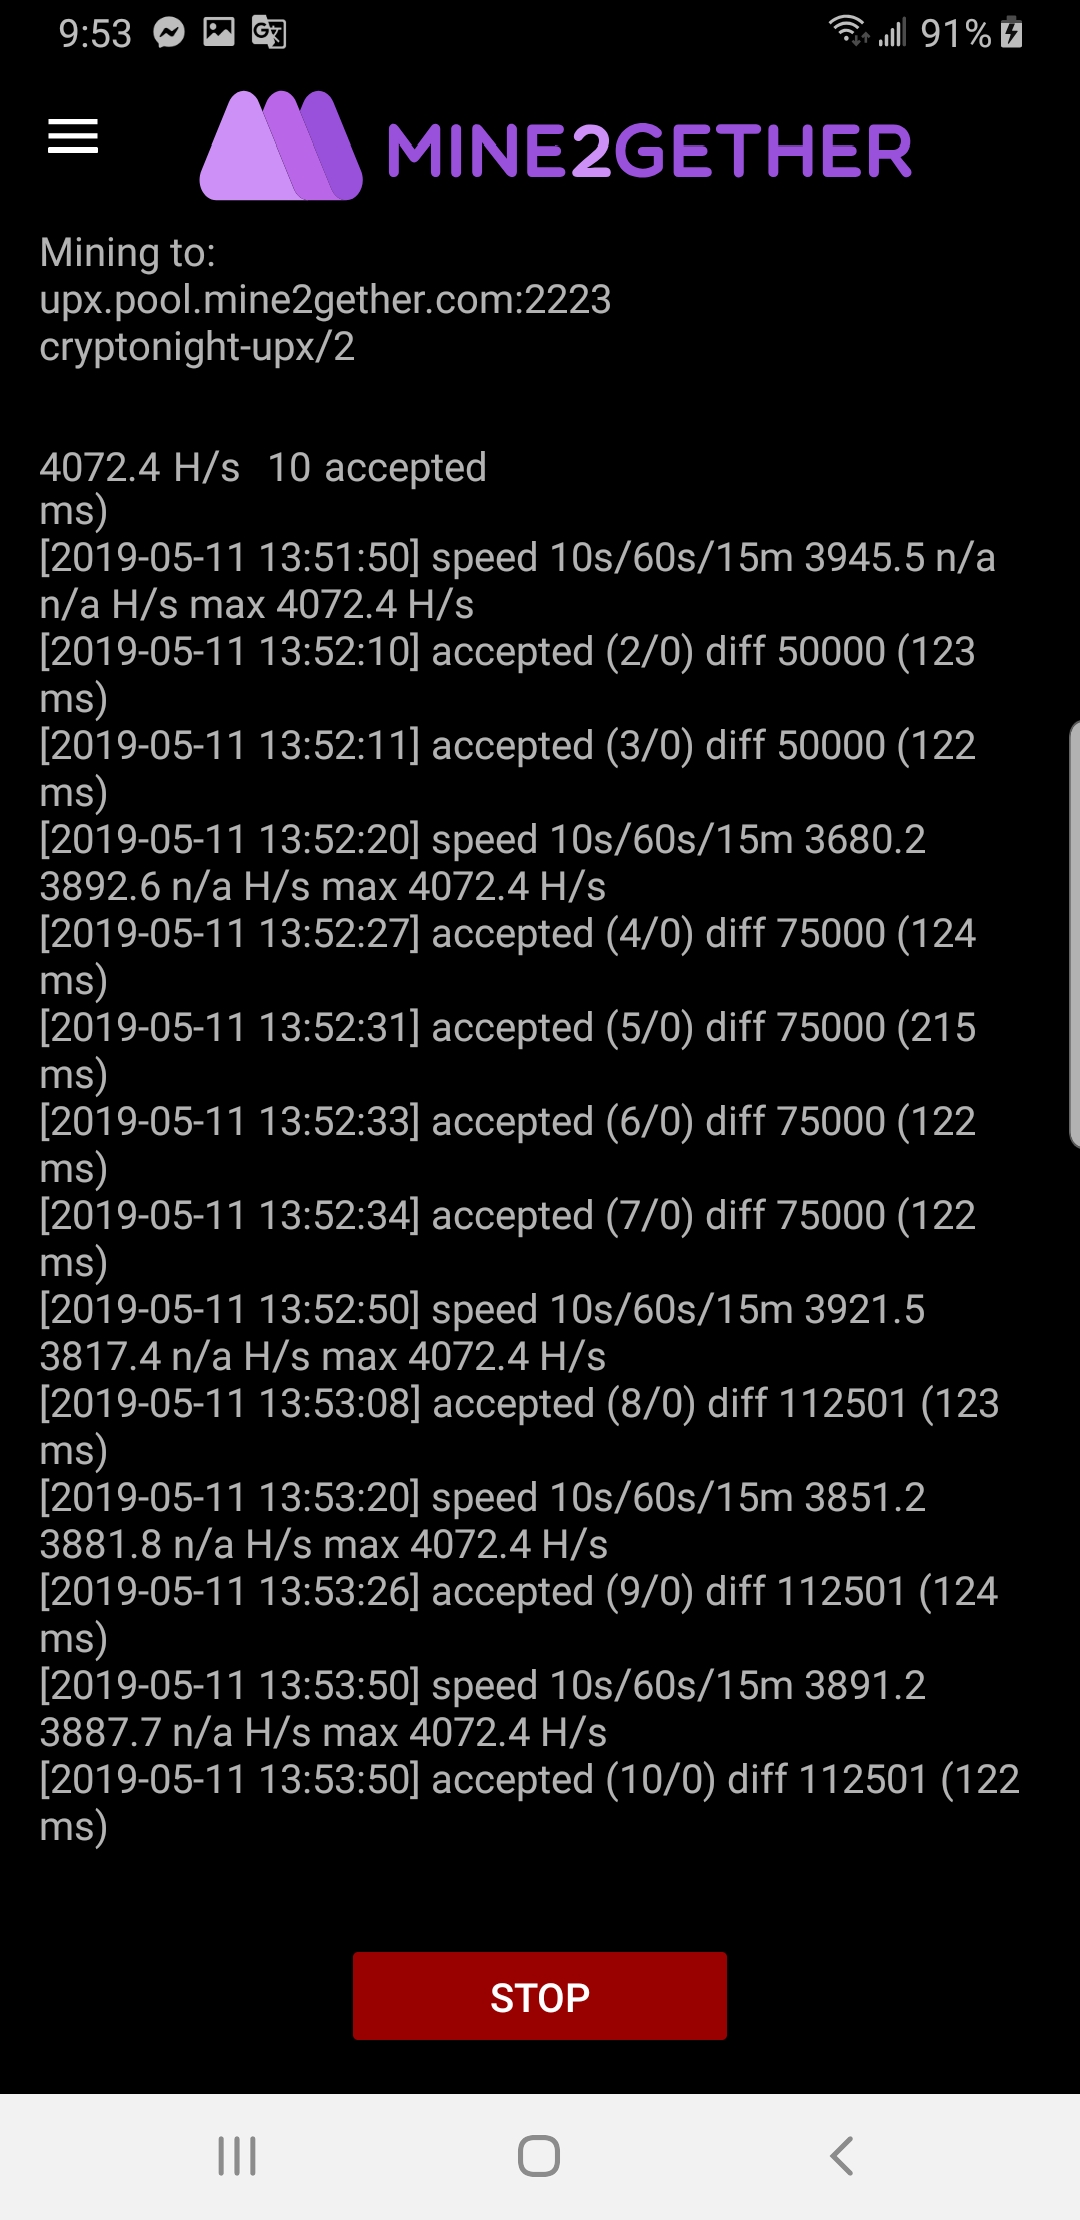 9:53 91%
MINE2GETHER
Mining to:
upx.pool.mine2gether.com:2223
cryptonight-upx/2
4072.4 H/s 10 accepted
ms)
[2019-05-11 13:51:50] speed 10s/60s/15m 3945.5 n/a
n/a H/s max 4072.4 H/s
[2019-05-11 13:52:10] accepted (2/0) diff 50000 (123
ms)
[2019-05-11 13:52:11] accepted (3/0) diff 50000 (122
ms)
[2019-05-11 13:52:20] speed 10s/60s/15m 3680.2
3892.6 n/a H/s max 4072.4 H/s
[2019-05-11 13:52:27] accepted (4/0) diff 75000 (124
ms)
[2019-05-11 13:52:31] accepted (5/0) diff 75000 (215
ms)
[2019-05-11 13:52:33] accepted (6/0) diff 75000 (122
ms)
[2019-05-11 13:52:34] accepted (7/0) diff 75000 (122
ms)
[2019-05-11 13:52:50] speed 10s/60s/15m 3921.5
3817.4 n/a H/s max 4072.4 H/s
[2019-05-11 13:53:08] accepted (8/0) diff 112501 (123
ms)
[2019-05-11 13:53:20] speed 10s/60s/15m 3851.2
3881.8 n/a H/s max 4072.4 H/s
[2019-05-11 13:53:26] accepted (9/0) diff 112501 (124
ms)
[2019-05-11 13:53:50] speed 10s/60s/15m 3891.2
3887.7 n/a H/s max 4072.4 H/s
[2019-05-11 13:53:50] accepted (10/0) diff 112501 (122
ms)
STOP